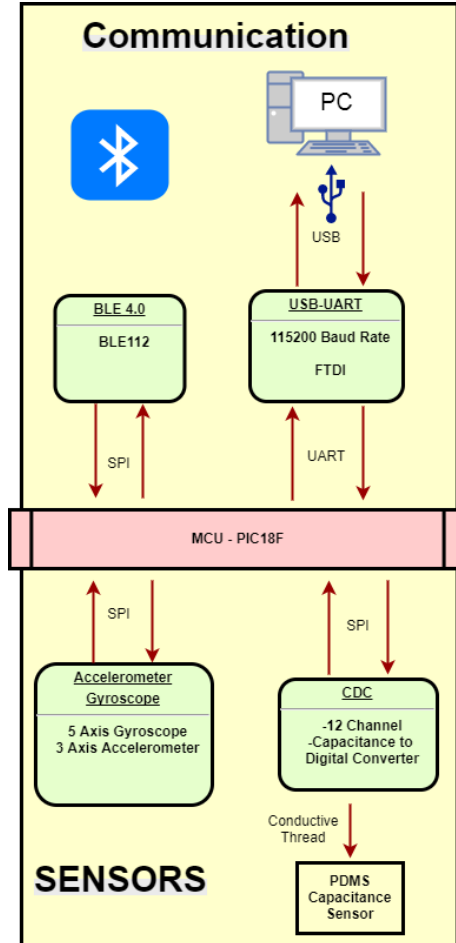 Communication
PC
USB
BLE 4.0
BLE112
USB-UART
115200 Baud Rate
FTDI
SPI
UART
MCU - PIC18F
SPI
SPI
Accelerometer
Gyroscope
5 Axis Gyroscope
3 Axis Accelerometer
CDC
-12 Channel
-Capacitance to
Digital Converter
Conductive
Thread
SENSORS
PDMS
Capacitance
Sensor